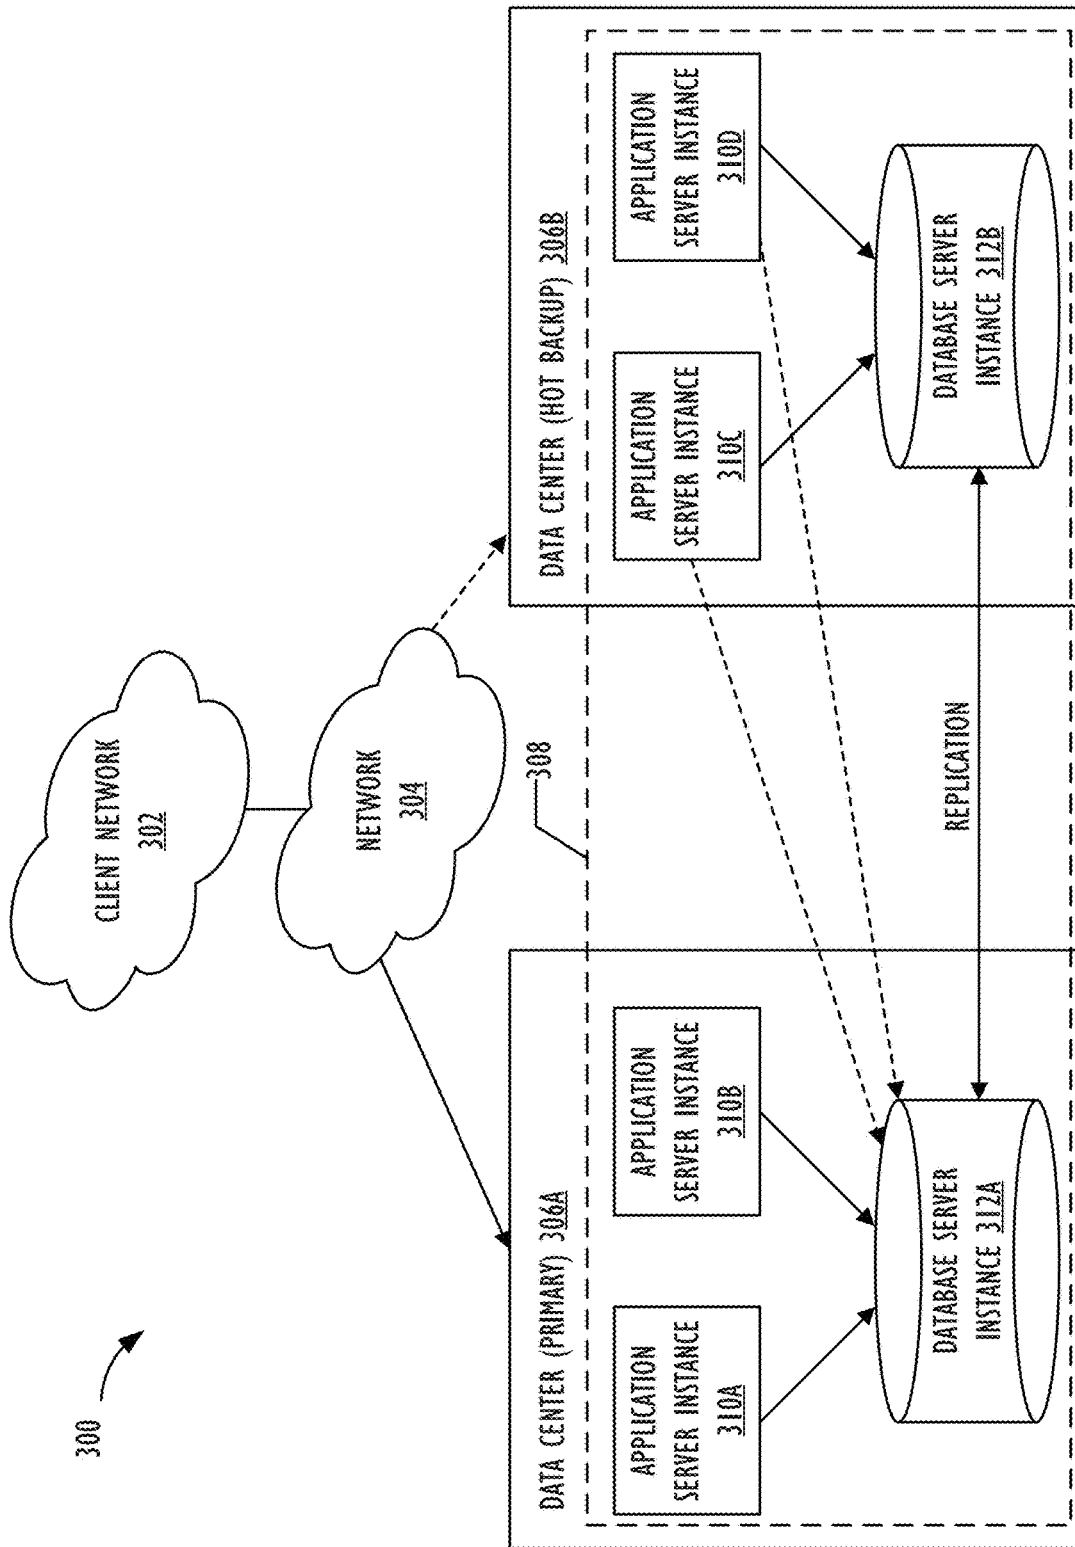 300
CLIENT NETWORK
302
NETWORK
304
308
DATA CENTER (PRIMARY) 306A
APPLICATION
SERVER INSTANCE
310A
APPLICATION
SERVER INSTANCE
310B
DATABASE SERVER
INSTANCE 312A
REPLICATION
DATA CENTER (HOT BACKUP) 306B
APPLICATION
SERVER INSTANCE
310C
APPLICATION
SERVER INSTANCE
310D
DATABASE SERVER
INSTANCE 312B